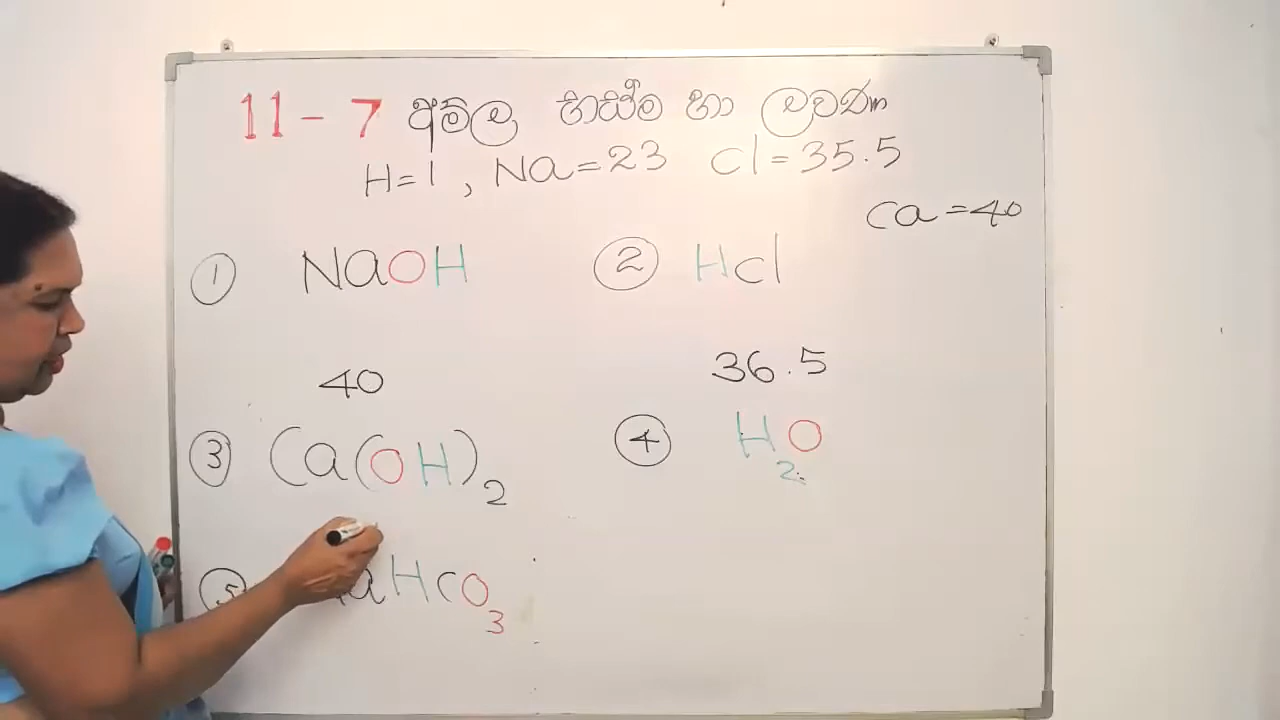 11 - 7 අම්ල භස්ම හා ලවණ
H=1 , Na=23 Cl=35.5
Ca=40
① NaOH ② HCl
40 36.5
③ Ca(OH)₂ ④ H₂O
⑤ aHCO₃